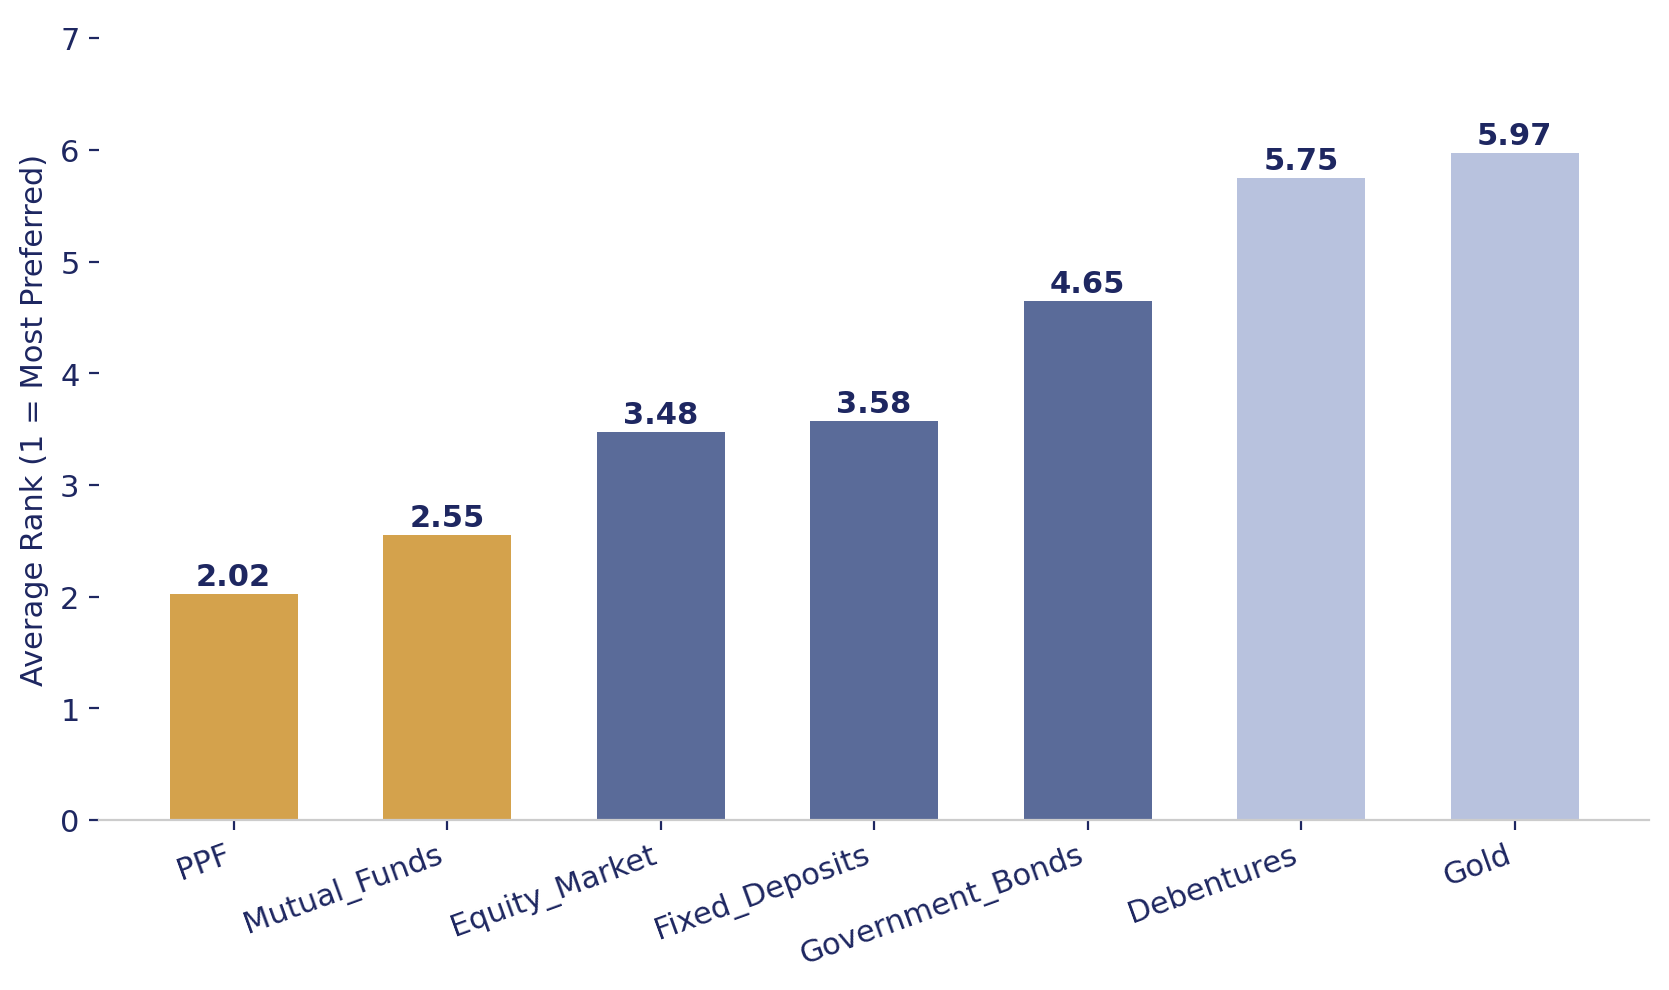 Average Rank (1 = Most Preferred)
7
6
5
4
3
2
1
0
2.02
2.55
3.48
3.58
4.65
5.75
5.97
PPF
Mutual_Funds
Equity_Market
Fixed_Deposits
Government_Bonds
Debentures
Gold